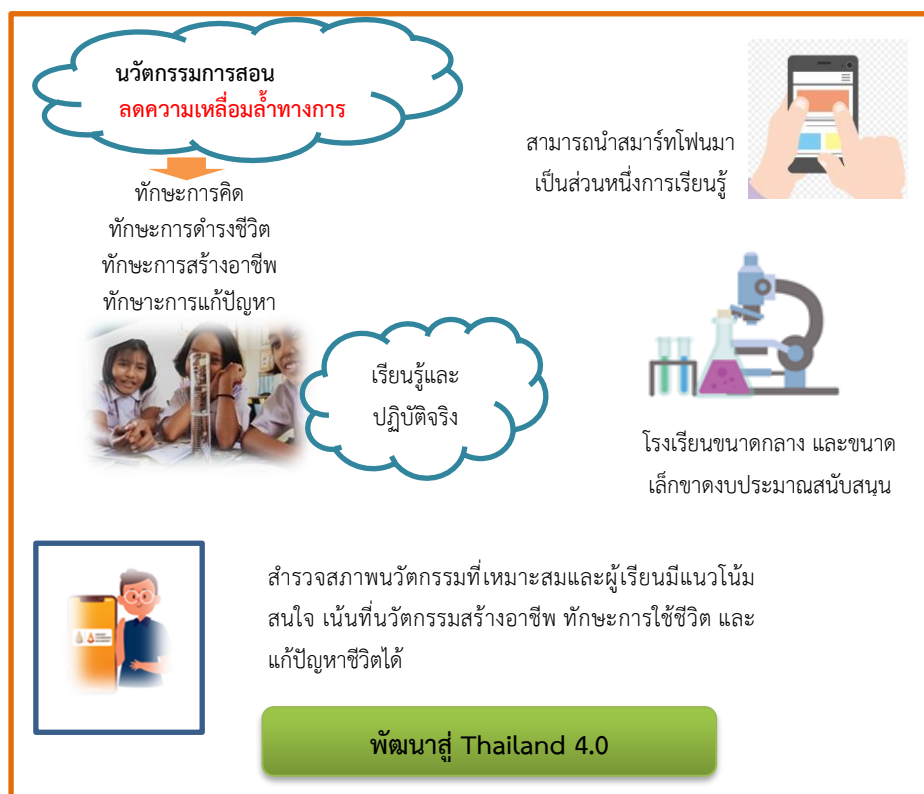 นวัตกรรมการสอน
ลดความเหลื่อมล้ำทางการ
ทักษะการคิด
ทักษะการดำรงชีวิต
ทักษะการสร้างอาชีพ
ทักษาะการแก้ปัญหา
สามารถนำสมาร์ทโฟนมา
เป็นส่วนหนึ่งการเรียนรู้
เรียนรู้และ
ปฏิบัติจริง
โรงเรียนขนาดกลาง และขนาด
เล็กขาดงบประมาณสนับสนุน
สำรวจสภาพนวัตกรรมที่เหมาะสมและผู้เรียนมีแนวโน้ม
สนใจ เน้นที่นวัตกรรมสร้างอาชีพ ทักษะการใช้ชีวิต และ
แก้ปัญหาชีวิตได้
พัฒนาสู่ Thailand 4.0